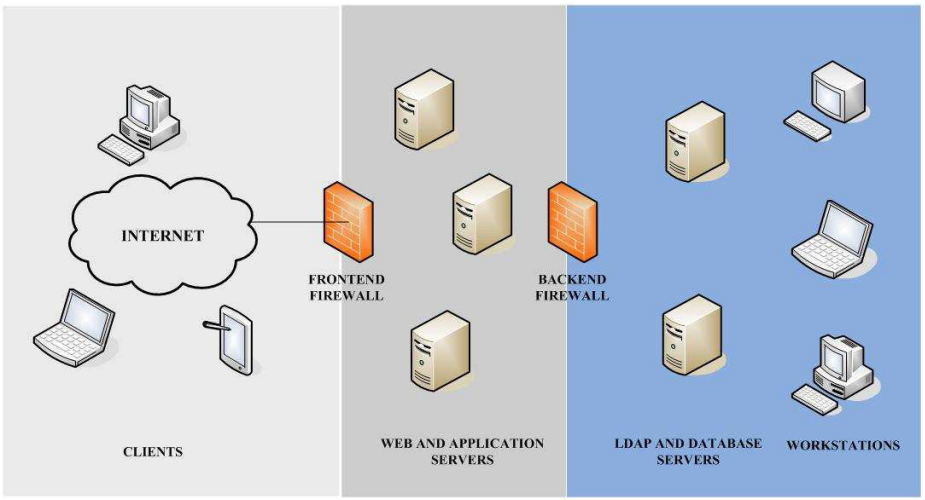 INTERNET
FRONTEND
FIREWALL
BACKEND
FIREWALL
CLIENTS
WEB AND APPLICATION
SERVERS
LDAP AND DATABASE
SERVERS
WORKSTATIONS